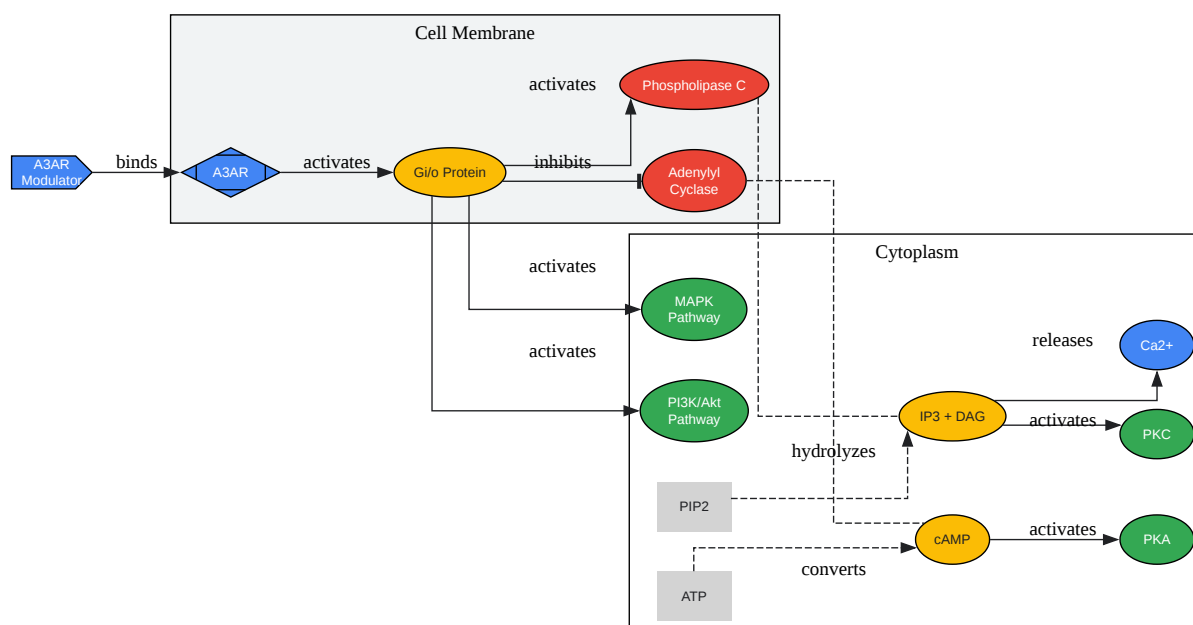 Cell Membrane
activates
Phospholipase C
A3AR
Modulator
binds
A3AR
activates
Gi/o Protein
inhibits
Adenylyl
Cyclase
Cytoplasm
activates
MAPK
Pathway
activates
PI3K/Akt
Pathway
releases
Ca2+
IP3 + DAG
activates
PKC
hydrolyzes
PIP2
cAMP
activates
PKA
converts
ATP